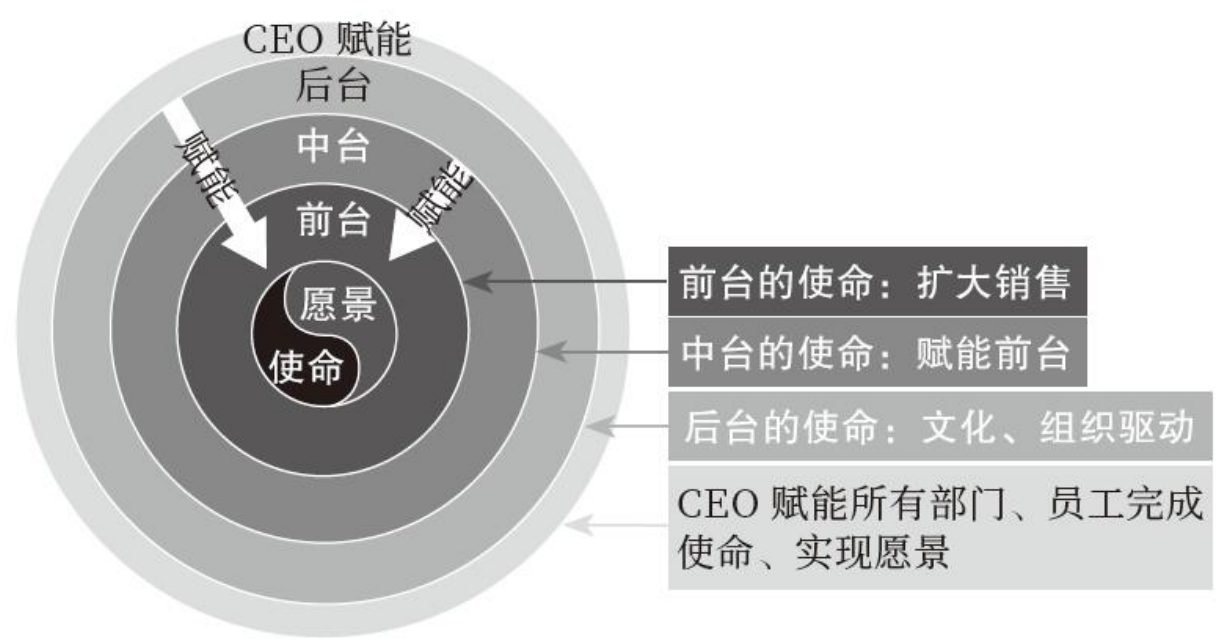 CEO 赋能
后台
中台
前台
赋能
赋能
愿景
使命
前台的使命：扩大销售
中台的使命：赋能前台
后台的使命：文化、组织驱动
CEO 赋能所有部门、员工完成
使命、实现愿景